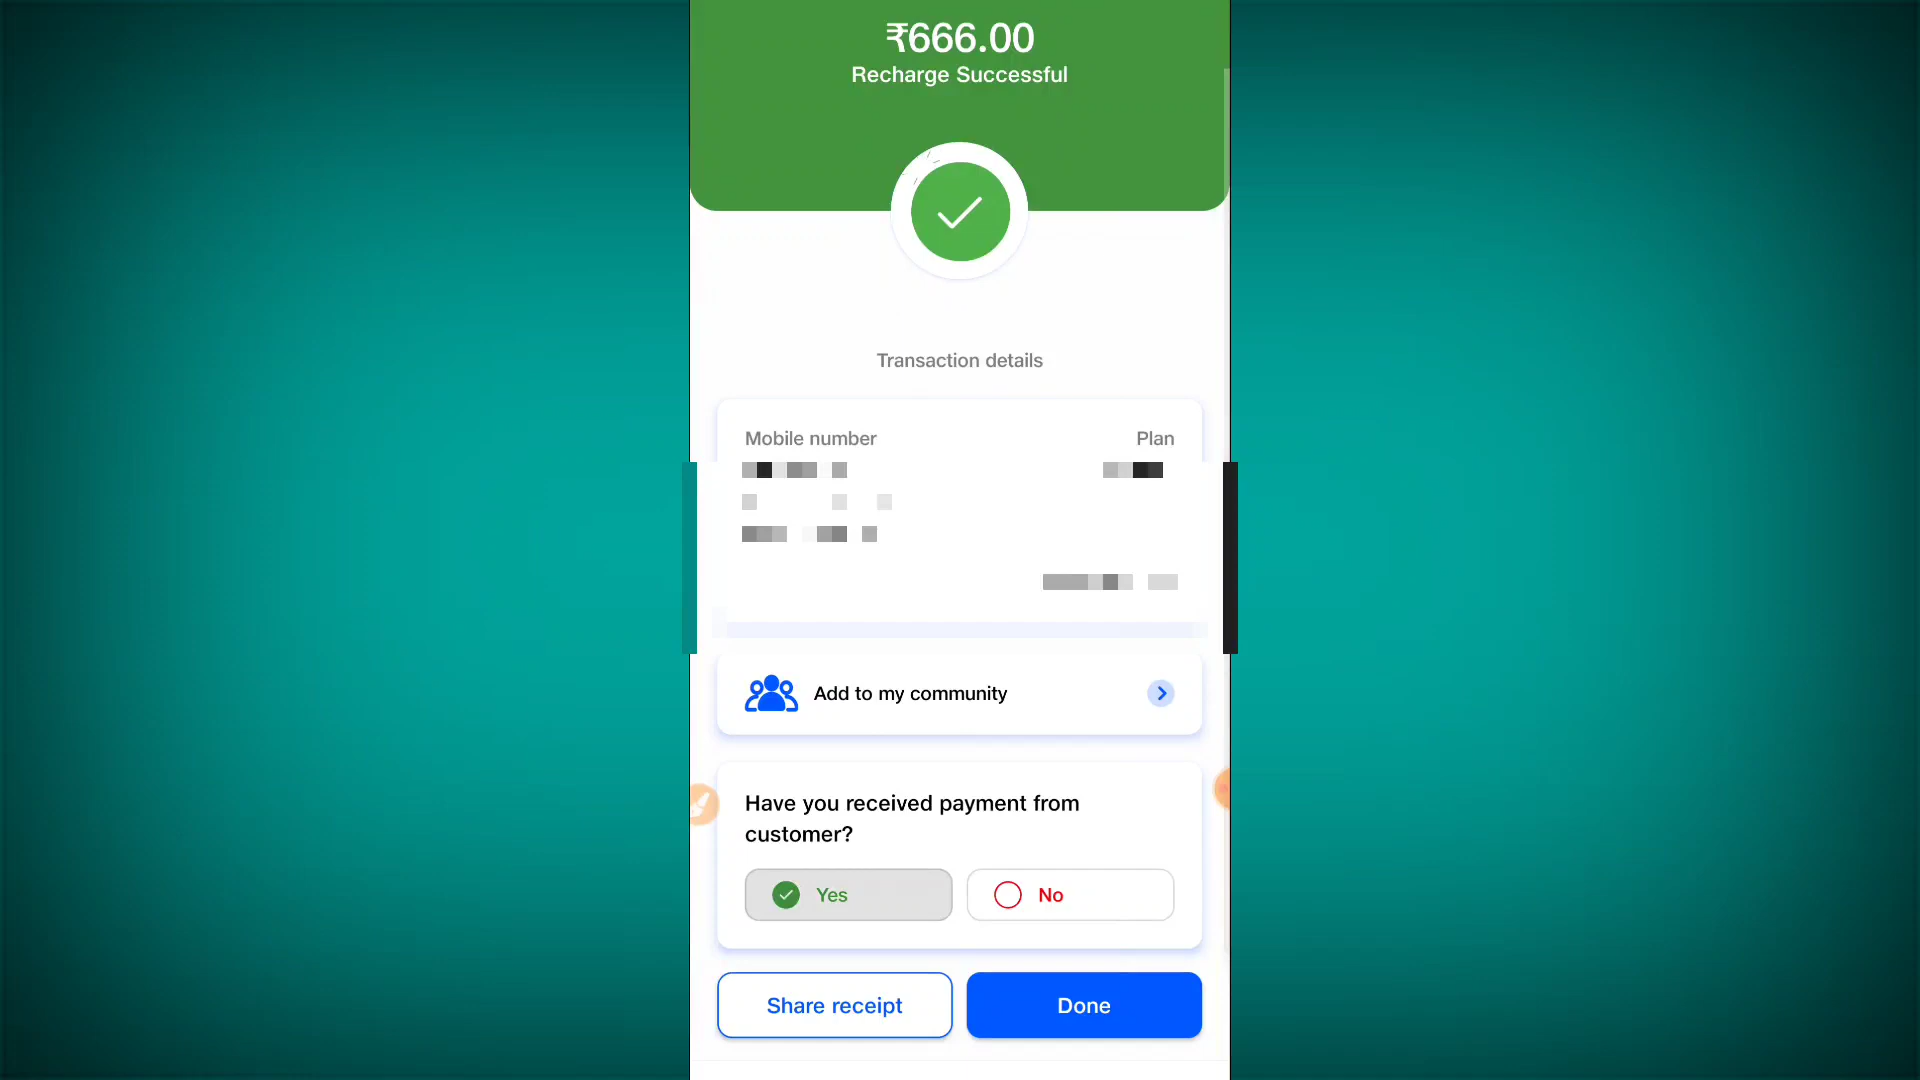 ₹666.00
Recharge Successful
Transaction details
Mobile number Plan
Add to my community
Have you received payment from
customer?
Yes No
Share receipt Done